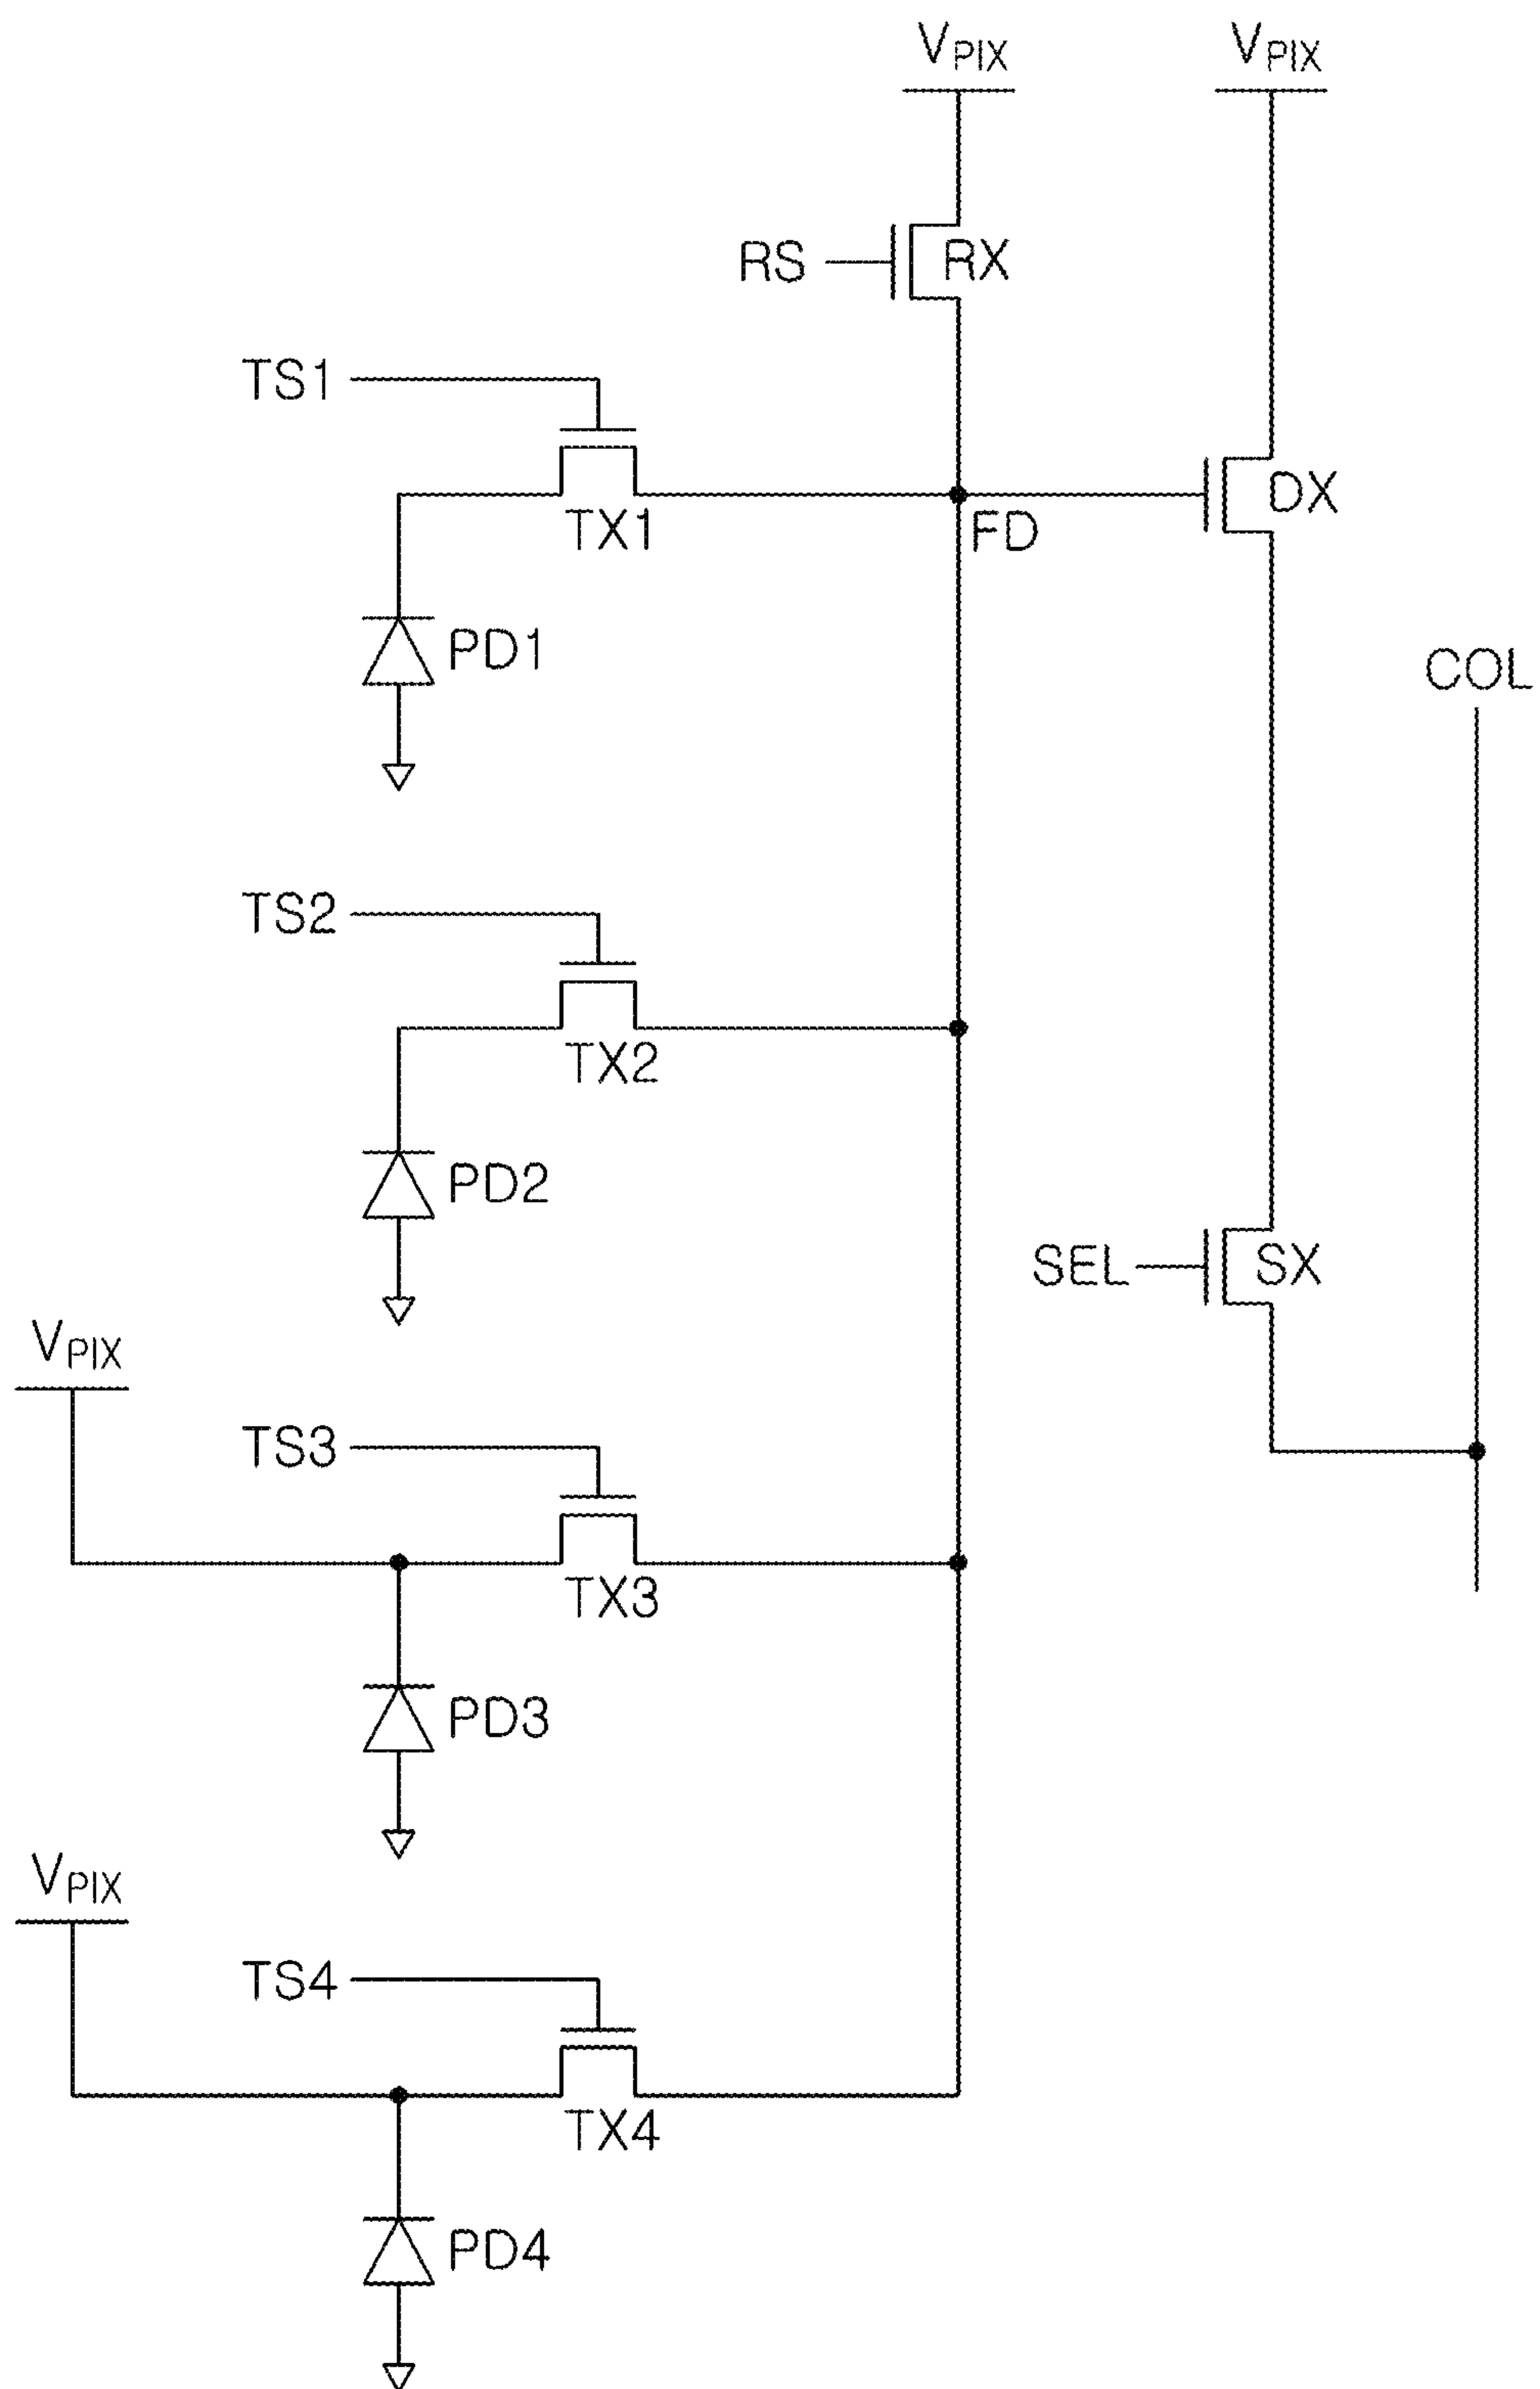 VPIX VPIX
RS RX
TS1
TX1 FD DX
PD1
COL
TS2
TX2
PD2
SEL SX
VPIX
TS3
TX3
PD3
VPIX
TS4
TX4
PD4